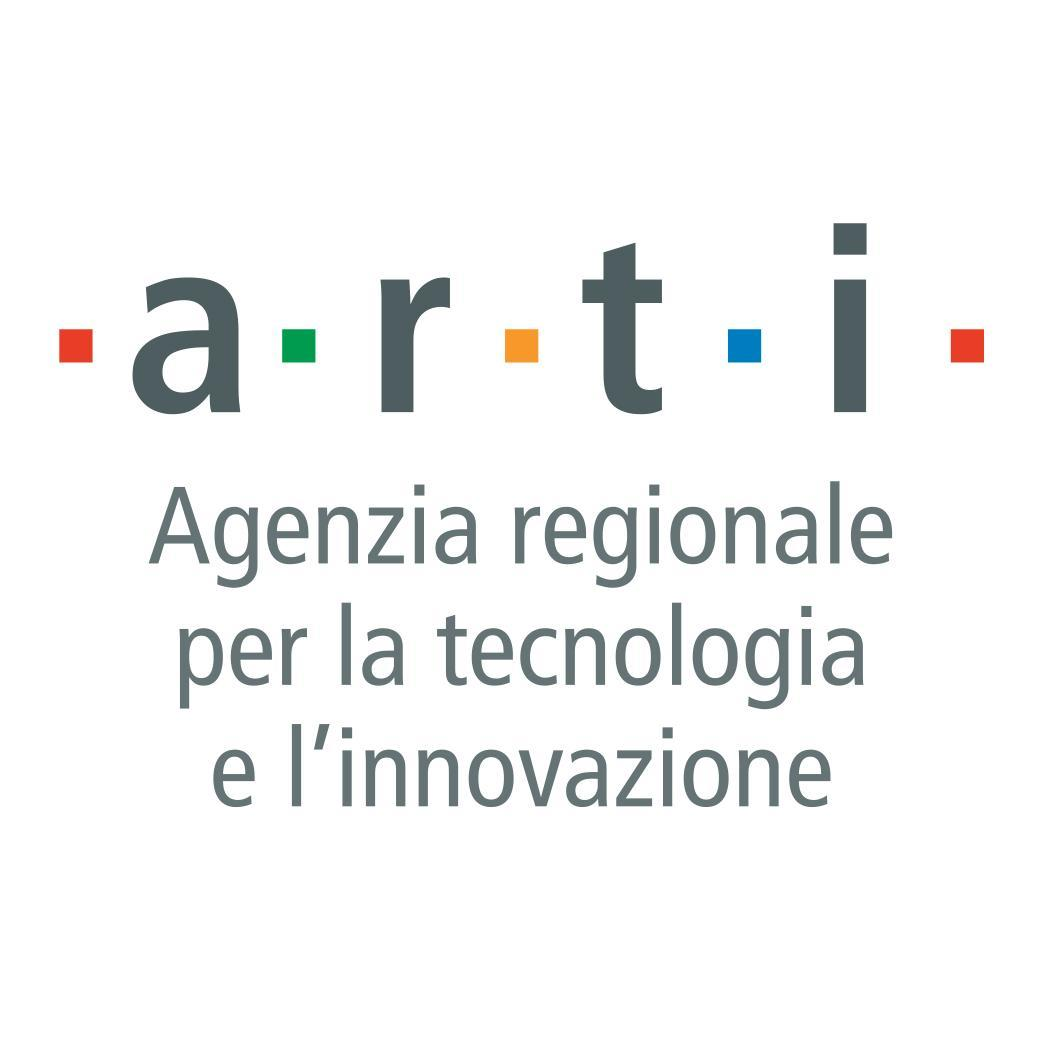 a r t i
Agenzia regionale
per la tecnologia
e l’innovazione